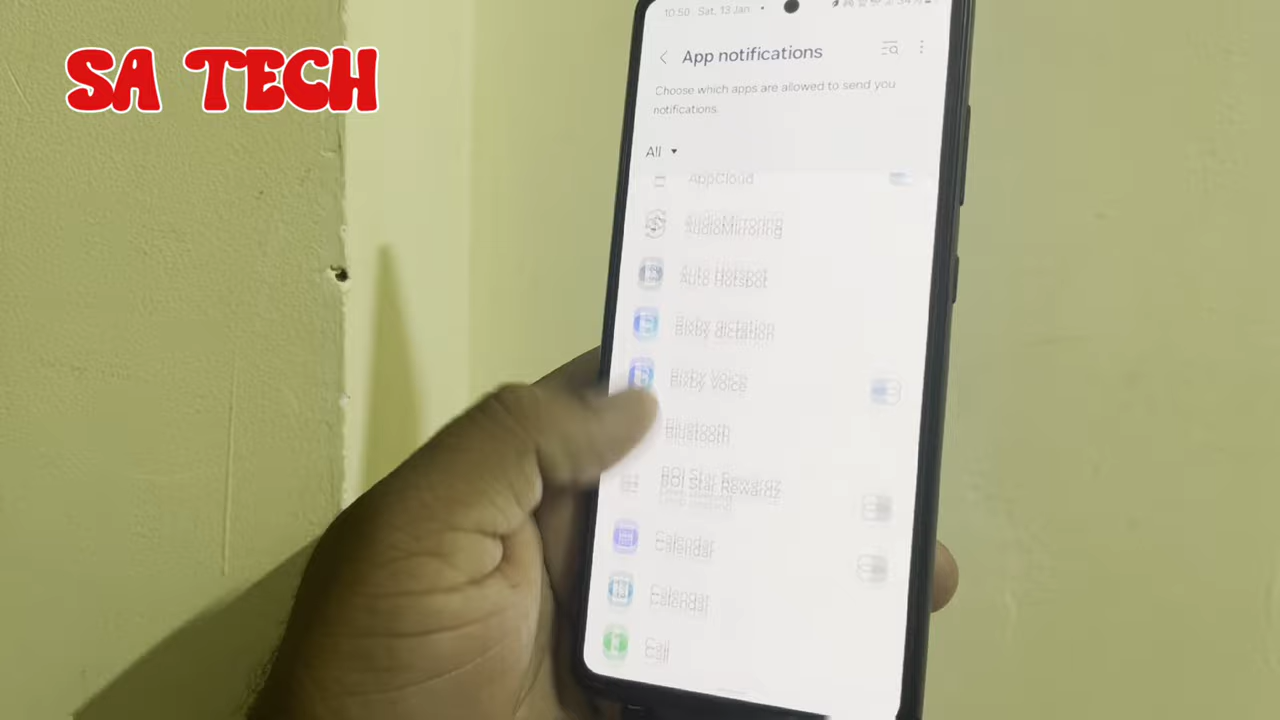 SA TECH
10:50 Sat, 13 Jan
App notifications
Choose which apps are allowed to send you
notifications.
All
AppCloud
AudioMirroring
Auto Hotspot
Bixby dictation
Bixby Voice
Bluetooth
BOI Star Rewardz
Calendar
Calendar
Call